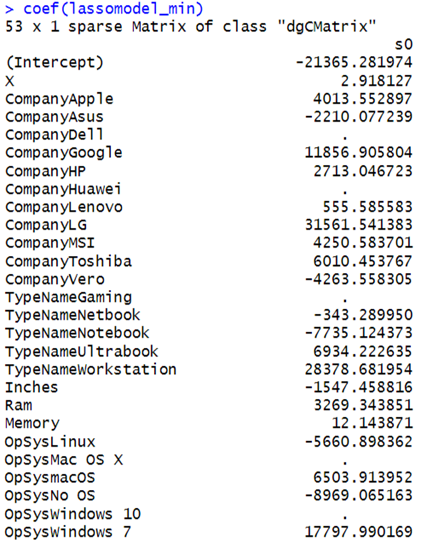 > coef(lassomodel_min)
53 x 1 sparse Matrix of class "dgCMatrix"
s0
(Intercept) -21365.281974
X 2.918127
CompanyApple 4013.552897
CompanyAsus -2210.077239
CompanyDell .
CompanyGoogle 11856.905804
CompanyHP 2713.046723
CompanyHuawei .
CompanyLenovo 555.585583
CompanyLG 31561.541383
CompanyMSI 4250.583701
CompanyToshiba 6010.453767
CompanyVero -4263.558305
TypeNameGaming .
TypeNameNetbook -343.289950
TypeNameNotebook -7735.124373
TypeNameUltrabook 6934.222635
TypeNameWorkstation 28378.681954
Inches -1547.458816
Ram 3269.343851
Memory 12.143871
OpSysLinux -5660.898362
OpSysMac OS X .
OpSysmacOS 6503.913952
OpSysNo OS -8969.065163
OpSysWindows 10 .
OpSysWindows 7 17797.990169